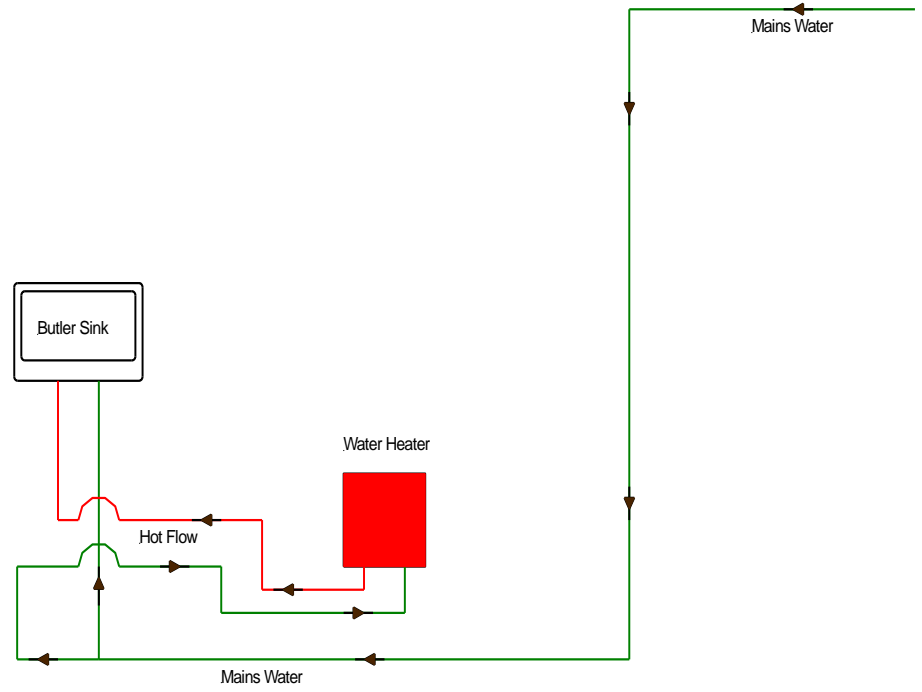 Mains Water
Butler Sink
Water Heater
Hot Flow
Mains Water